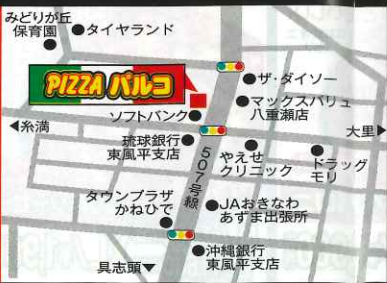 みどりが丘
保育園
タイヤランド
PIZZA パルコ
ザ・ダイソー
マックスバリュ
八重瀬店
ソフトバンク
◀糸満
大里▶
琉球銀行
東風平支店
507号線
やえせ
クリニック
ドラッグ
モリ
タウンプラザ
かねひで
JAおきなわ
あずま出張所
沖縄銀行
東風平支店
具志頭▼